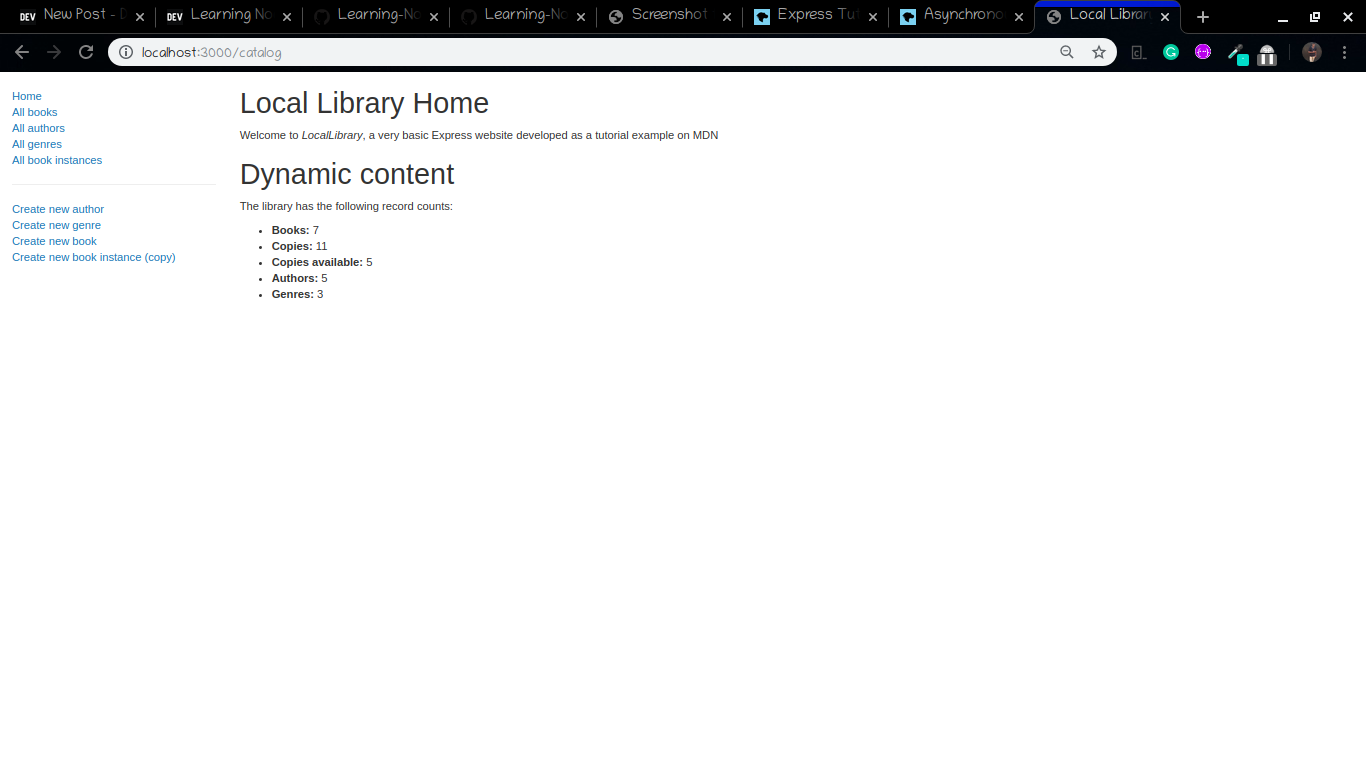 DEV New Post - D
DEV Learning No
Learning-No
Learning-No
Screenshot
Express Tut
Asynchrono
Local Librar
localhost:3000/catalog
Home
All books
All authors
All genres
All book instances
Create new author
Create new genre
Create new book
Create new book instance (copy)
Local Library Home
Welcome to LocalLibrary, a very basic Express website developed as a tutorial example on MDN
Dynamic content
The library has the following record counts:
• Books: 7
• Copies: 11
• Copies available: 5
• Authors: 5
• Genres: 3